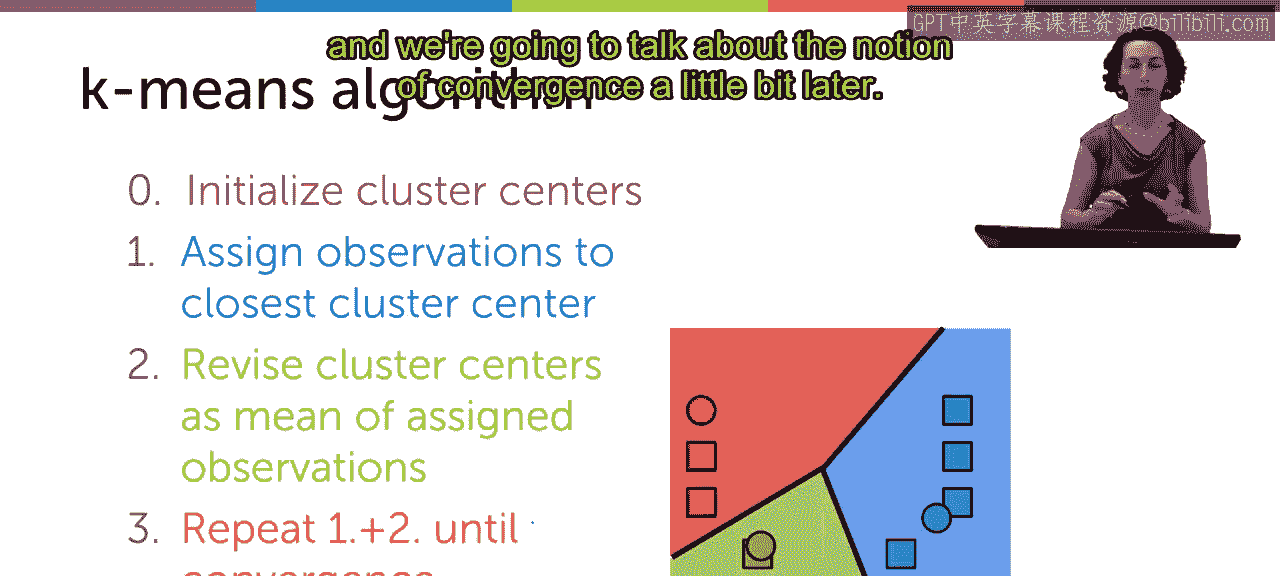 GPT中英字幕课程资源@bilibili.com
and we're going to talk about the notion
of convergence a little bit later.
k-means algorithm
0. Initialize cluster centers
1. Assign observations to
closest cluster center
2. Revise cluster centers
as mean of assigned
observations
3. Repeat 1.+2. until
convergence